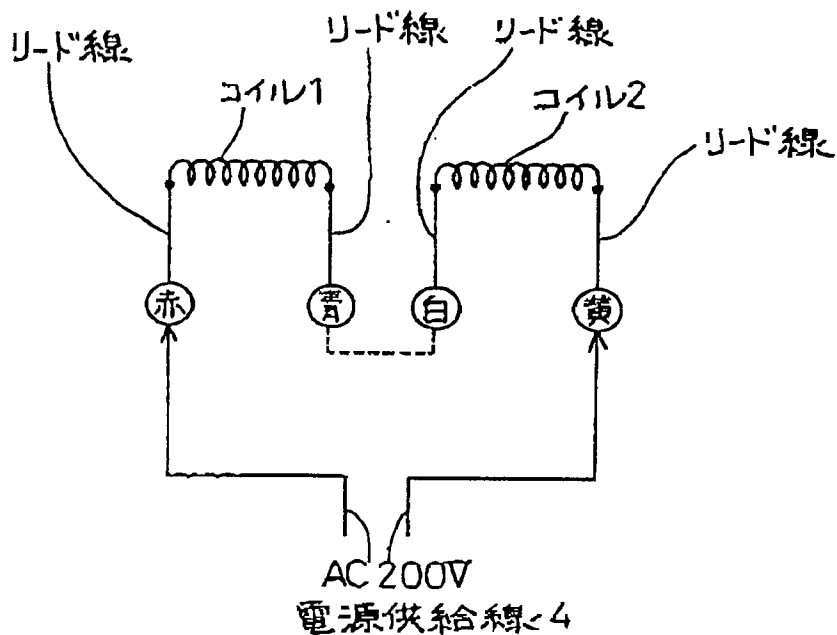 リード線
リード線
リード線
コイル1
コイル2
リード線
赤
青
白
黄
AC 200V
電源供給線4